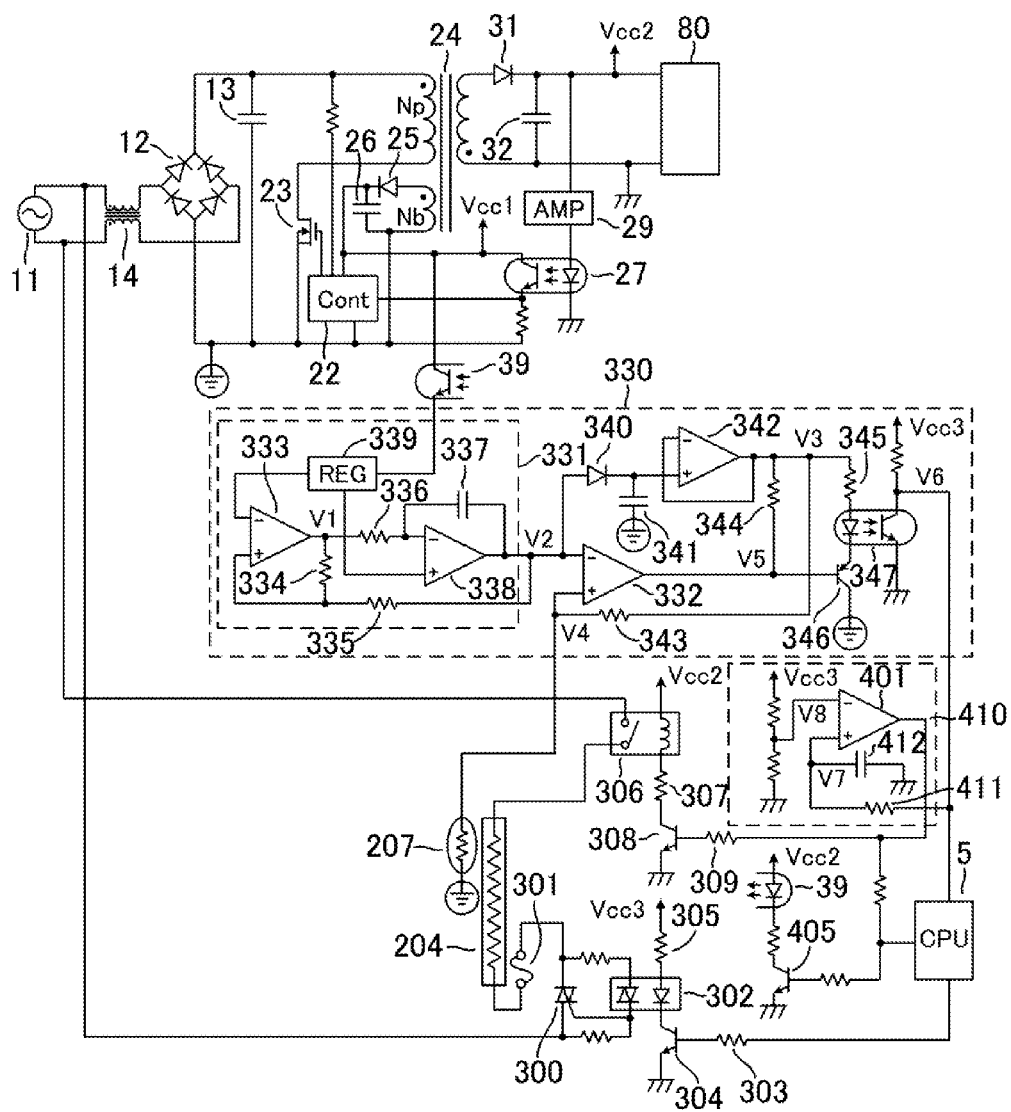 24
31
Vcc2
80
13
Np
12
26
25
32
23
Nb
Vcc1
AMP
29
11
14
Cont
27
22
39
330
333
339
331
340
342
V3
345
Vcc3
REG
337
V6
336
V1
V2
344
341
334
338
V5
347
332
335
V4
343
346
Vcc2
Vcc3
401
410
V8
412
306
307
V7
411
308
309
207
Vcc2
5
301
Vcc3
305
39
204
405
CPU
302
300
304
303